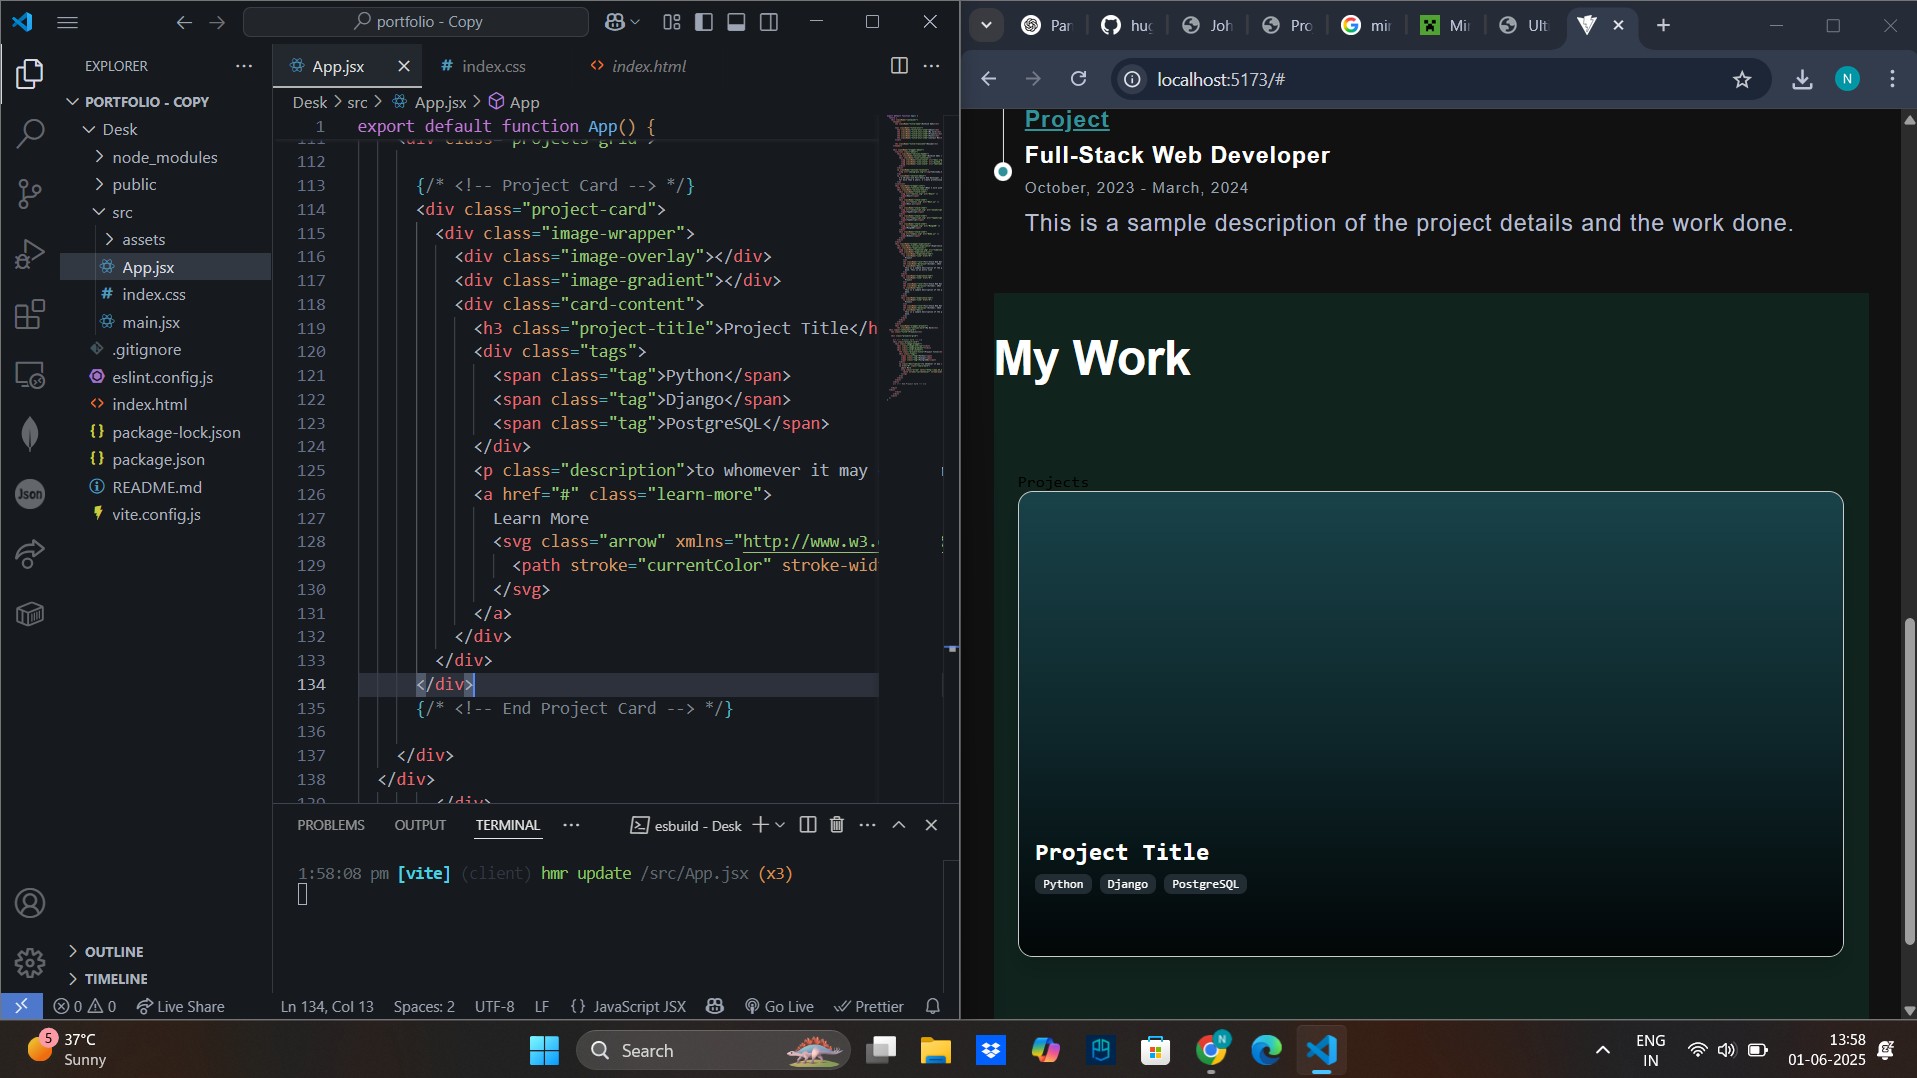 portfolio - Copy
EXPLORER
PORTFOLIO - COPY
Desk
node_modules
public
src
assets
App.jsx
index.css
main.jsx
.gitignore
eslint.config.js
index.html
package-lock.json
package.json
README.md
vite.config.js
OUTLINE
TIMELINE
Json
App.jsx
# index.css
<> index.html
Desk > src > App.jsx > App
1 export default function App() {
112
113 {/* <!-- Project Card --> */}
114 <div class="project-card">
115 <div class="image-wrapper">
116 <div class="image-overlay"></div>
117 <div class="image-gradient"></div>
118 <div class="card-content">
119 <h3 class="project-title">Project Title</h
120 <div class="tags">
121 <span class="tag">Python</span>
122 <span class="tag">Django</span>
123 <span class="tag">PostgreSQL</span>
124 </div>
125 <p class="description">to whomever it may
126 <a href="#" class="learn-more">
127 Learn More
128 <svg class="arrow" xmlns="http://www.w3.
129 <path stroke="currentColor" stroke-wid
130 </svg>
131 </a>
132 </div>
133 </div>
134 </div>
135 {/* <!-- End Project Card --> */}
136
137 </div>
138 </div>
PROBLEMS OUTPUT TERMINAL
esbuild - Desk
1:58:08 pm [vite] (client) hmr update /src/App.jsx (x3)
0 0 Live Share Ln 134, Col 13 Spaces: 2 UTF-8 LF {} JavaScript JSX Go Live Prettier
Par hug Joh Pro mir Mi Ulti
localhost:5173/#
N
Project
Full-Stack Web Developer
October, 2023 - March, 2024
This is a sample description of the project details and the work done.
My Work
Projects
Project Title
Python Django PostgreSQL
5
37°C
Sunny
Search
N
ENG
IN
13:58
01-06-2025